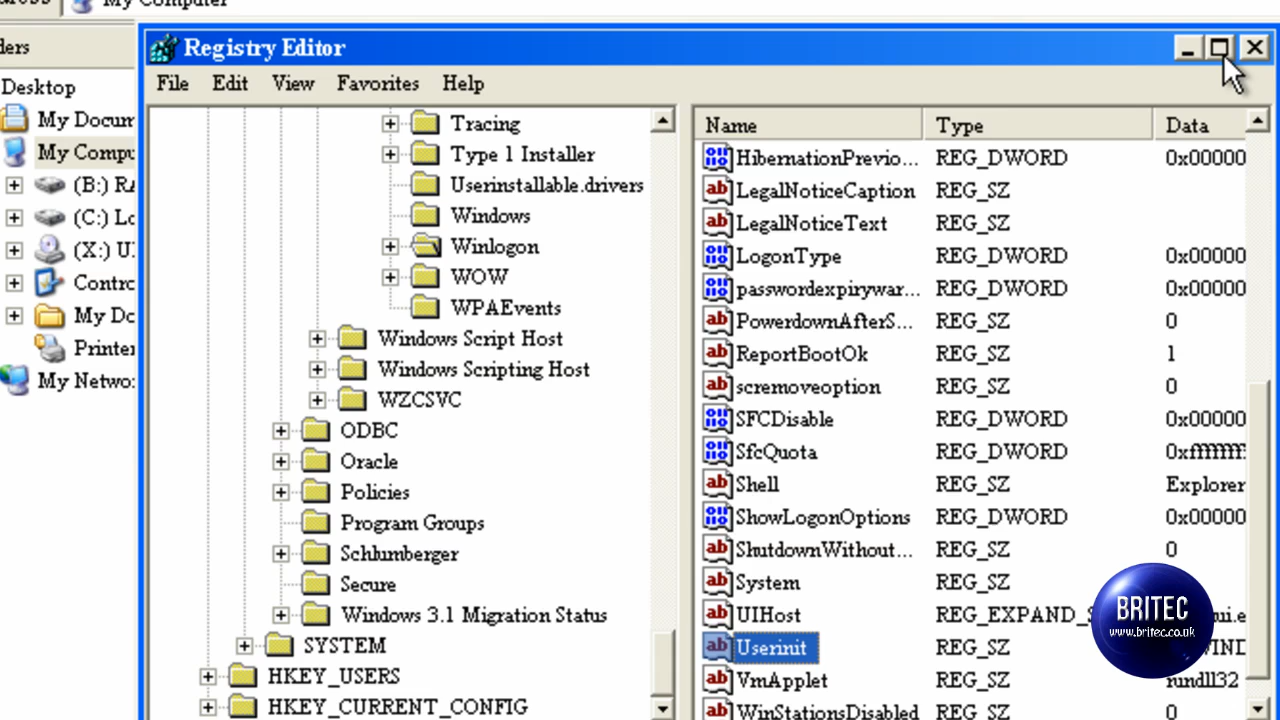 My Computer
Registry Editor
File Edit View Favorites Help
ders
Desktop
My Docum
My Compu
(B:) RA
(C:) Lo
(X:) U
Contro
My Do
Printer
My Netwo
Tracing
Type 1 Installer
Userinstallable.drivers
Windows
Winlogon
WOW
WPAEvents
Windows Script Host
Windows Scripting Host
WZCSVC
ODBC
Oracle
Policies
Program Groups
Schlumberger
Secure
Windows 3.1 Migration Status
SYSTEM
HKEY_USERS
HKEY_CURRENT_CONFIG
Name Type Data
HibernationPrevio... REG_DWORD 0x00000
LegalNoticeCaption REG_SZ
LegalNoticeText REG_SZ
LogonType REG_DWORD 0x00000
passwordexpirywar... REG_DWORD 0x00000
PowerdownAfterS... REG_SZ 0
ReportBootOk REG_SZ 1
scremoveoption REG_SZ 0
SFCDisable REG_DWORD 0x00000
SfcQuota REG_DWORD 0xfffffff
Shell REG_SZ Explorer
ShowLogonOptions REG_DWORD 0x00000
ShutdownWithout... REG_SZ 0
System REG_SZ
UIHost REG_EXPAND_S ui.e
Userinit REG_SZ WIND
VmApplet REG_SZ rundll32
WinStationsDisabled REG_SZ 0
BRITEC
www.britec.co.uk